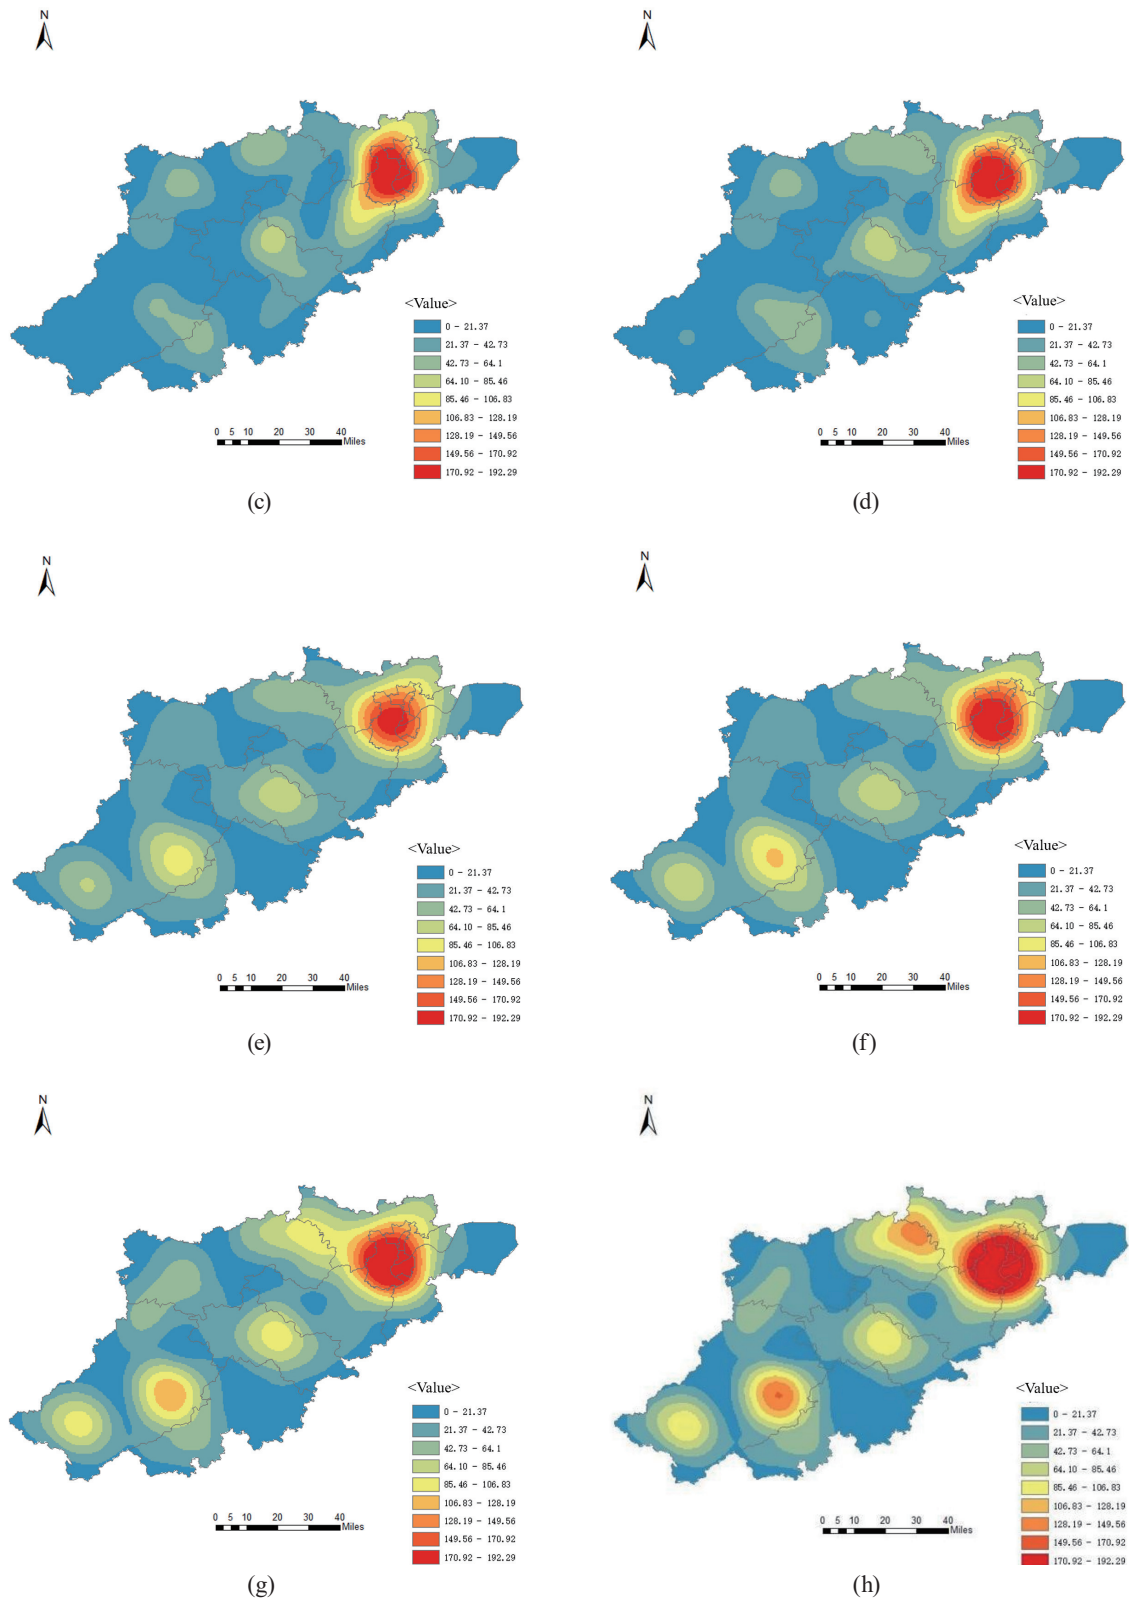 N
N
<Value>
0 - 21.37
21.37 - 42.73
42.73 - 64.1
64.10 - 85.46
85.46 - 106.83
106.83 - 128.19
128.19 - 149.56
149.56 - 170.92
170.92 - 192.29
0 5 10 20 30 40
Miles
(c)
<Value>
0 - 21.37
21.37 - 42.73
42.73 - 64.1
64.10 - 85.46
85.46 - 106.83
106.83 - 128.19
128.19 - 149.56
149.56 - 170.92
170.92 - 192.29
0 5 10 20 30 40
Miles
(d)
N
N
<Value>
0 - 21.37
21.37 - 42.73
42.73 - 64.1
64.10 - 85.46
85.46 - 106.83
106.83 - 128.19
128.19 - 149.56
149.56 - 170.92
170.92 - 192.29
0 5 10 20 30 40
Miles
(e)
<Value>
0 - 21.37
21.37 - 42.73
42.73 - 64.1
64.10 - 85.46
85.46 - 106.83
106.83 - 128.19
128.19 - 149.56
149.56 - 170.92
170.92 - 192.29
0 5 10 20 30 40
Miles
(f)
N
N
<Value>
0 - 21.37
21.37 - 42.73
42.73 - 64.1
64.10 - 85.46
85.46 - 106.83
106.83 - 128.19
128.19 - 149.56
149.56 - 170.92
170.92 - 192.29
0 5 10 20 30 40
Miles
(g)
<Value>
0 - 21.37
21.37 - 42.73
42.73 - 64.1
64.10 - 85.46
85.46 - 106.83
106.83 - 128.19
128.19 - 149.56
149.56 - 170.92
170.92 - 192.29
0 5 10 20 30 40
Miles
(h)